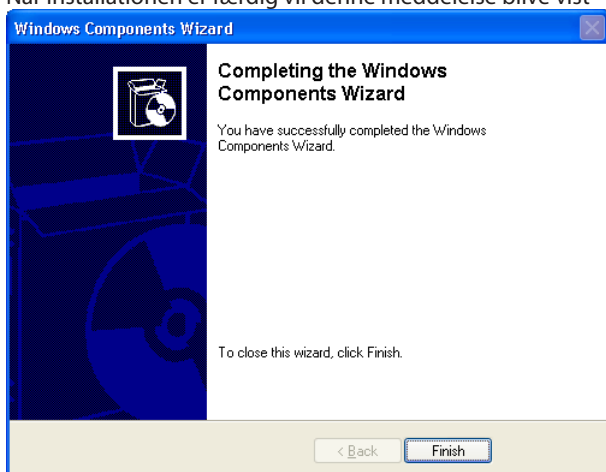 Når installationen er færdig vil denne meddelelse blive vist
Windows Components Wizard
Completing the Windows
Components Wizard
You have successfully completed the Windows
Components Wizard.
To close this wizard, click Finish.
< Back
Finish